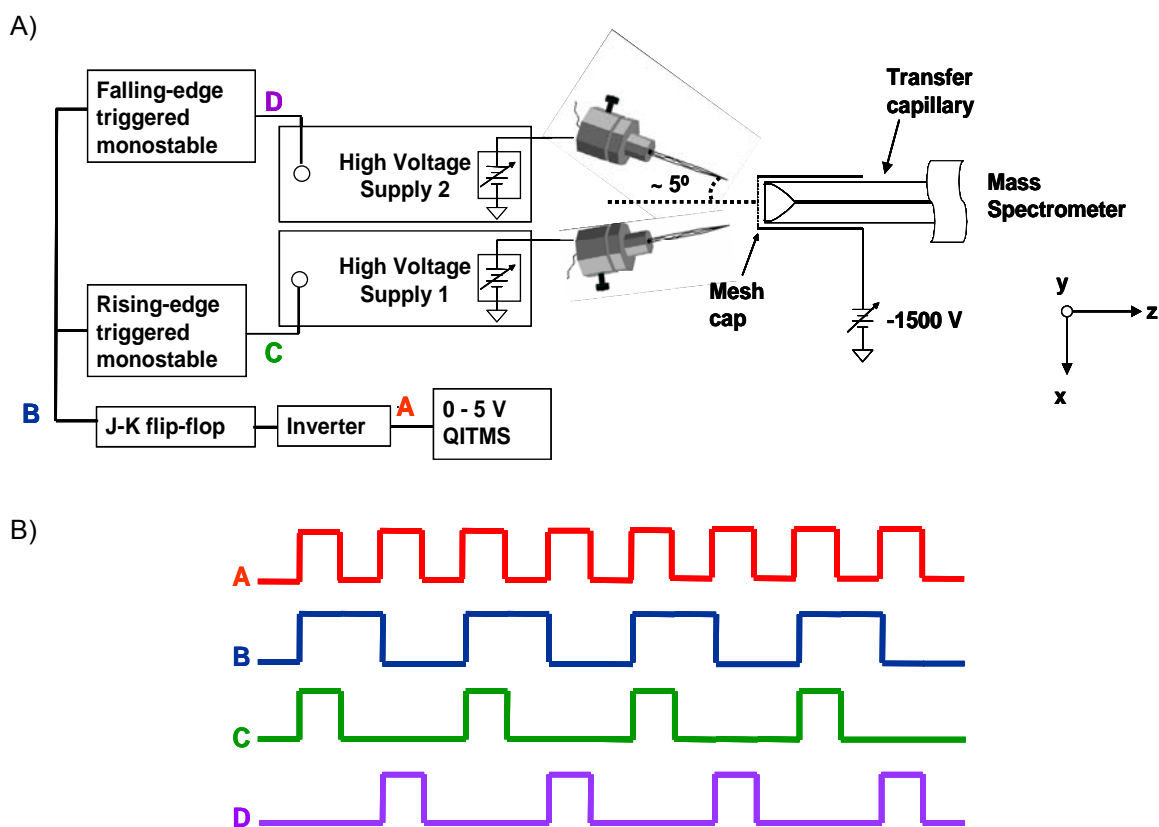 A)
Falling-edge
triggered
monostable
D
High Voltage
Supply 2
~ 5º
Transfer
capillary
Mass
Spectrometer
High Voltage
Supply 1
Mesh
cap
-1500 V
y
z
x
Rising-edge
triggered
monostable
C
B
J-K flip-flop
Inverter
A
0 - 5 V
QITMS
B)
A
B
C
D